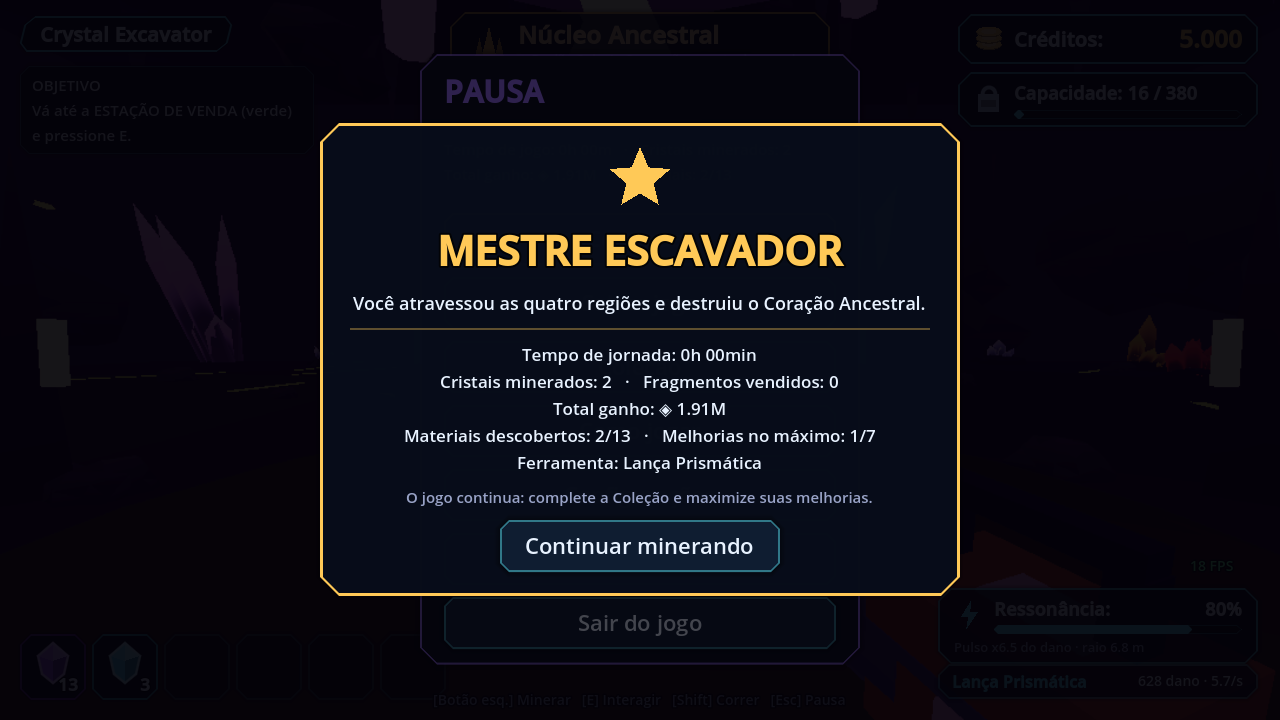 Crystal Excavator
Núcleo Ancestral
Créditos: 5.000
PAUSA
OBJETIVO
Vá até a ESTAÇÃO DE VENDA (verde)
e pressione E.
Capacidade: 16 / 380
MESTRE ESCAVADOR
Você atravessou as quatro regiões e destruiu o Coração Ancestral.
Tempo de jornada: 0h 00min
Cristais minerados: 2 · Fragmentos vendidos: 0
Total ganho: ◈ 1.91M
Materiais descobertos: 2/13 · Melhorias no máximo: 1/7
Ferramenta: Lança Prismática
O jogo continua: complete a Coleção e maximize suas melhorias.
Continuar minerando
18 FPS
Sair do jogo
Ressonância: 80%
Pulso x6.5 do dano · raio 6.8 m
13
3
Lança Prismática 628 dano · 5.7/s
[Botão esq.] Minerar [E] Interagir [Shift] Correr [Esc] Pausa